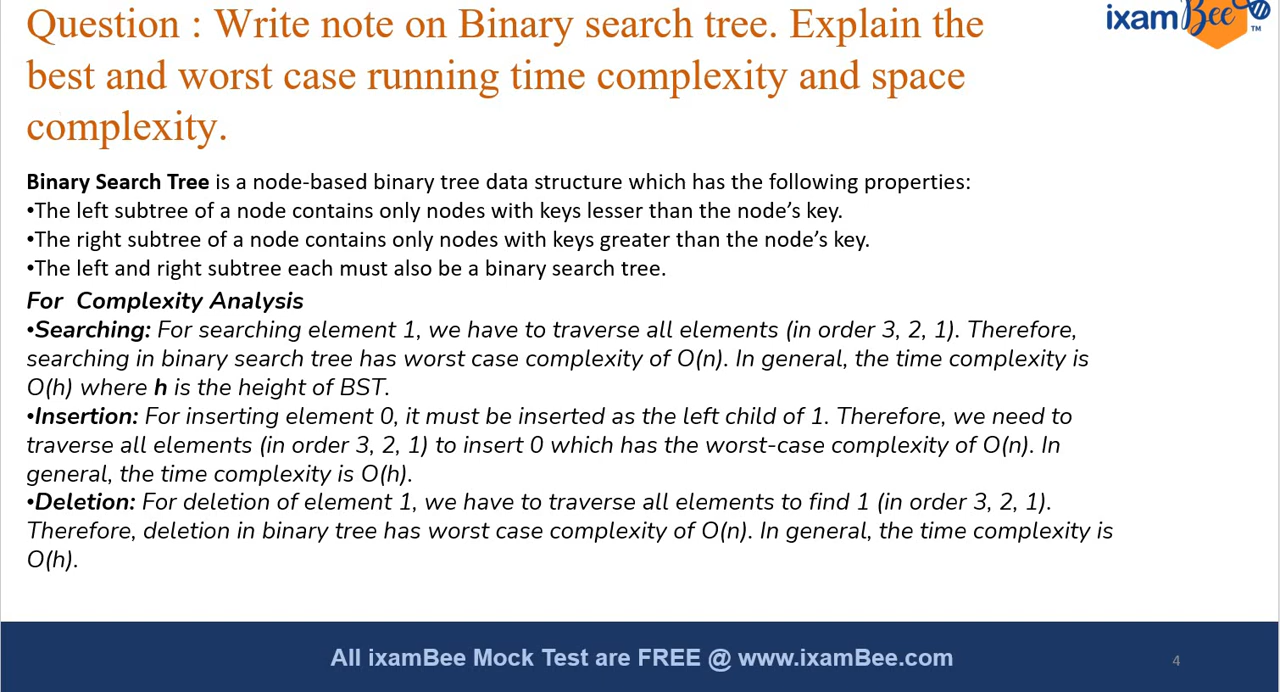 Question : Write note on Binary search tree. Explain the
best and worst case running time complexity and space
complexity.
ixamBee™
Binary Search Tree is a node-based binary tree data structure which has the following properties:
•The left subtree of a node contains only nodes with keys lesser than the node’s key.
•The right subtree of a node contains only nodes with keys greater than the node’s key.
•The left and right subtree each must also be a binary search tree.
For  Complexity Analysis
•Searching: For searching element 1, we have to traverse all elements (in order 3, 2, 1). Therefore,
searching in binary search tree has worst case complexity of O(n). In general, the time complexity is
O(h) where h is the height of BST.
•Insertion: For inserting element 0, it must be inserted as the left child of 1. Therefore, we need to
traverse all elements (in order 3, 2, 1) to insert 0 which has the worst-case complexity of O(n). In
general, the time complexity is O(h).
•Deletion: For deletion of element 1, we have to traverse all elements to find 1 (in order 3, 2, 1).
Therefore, deletion in binary tree has worst case complexity of O(n). In general, the time complexity is
O(h).
All ixamBee Mock Test are FREE @ www.ixamBee.com
4